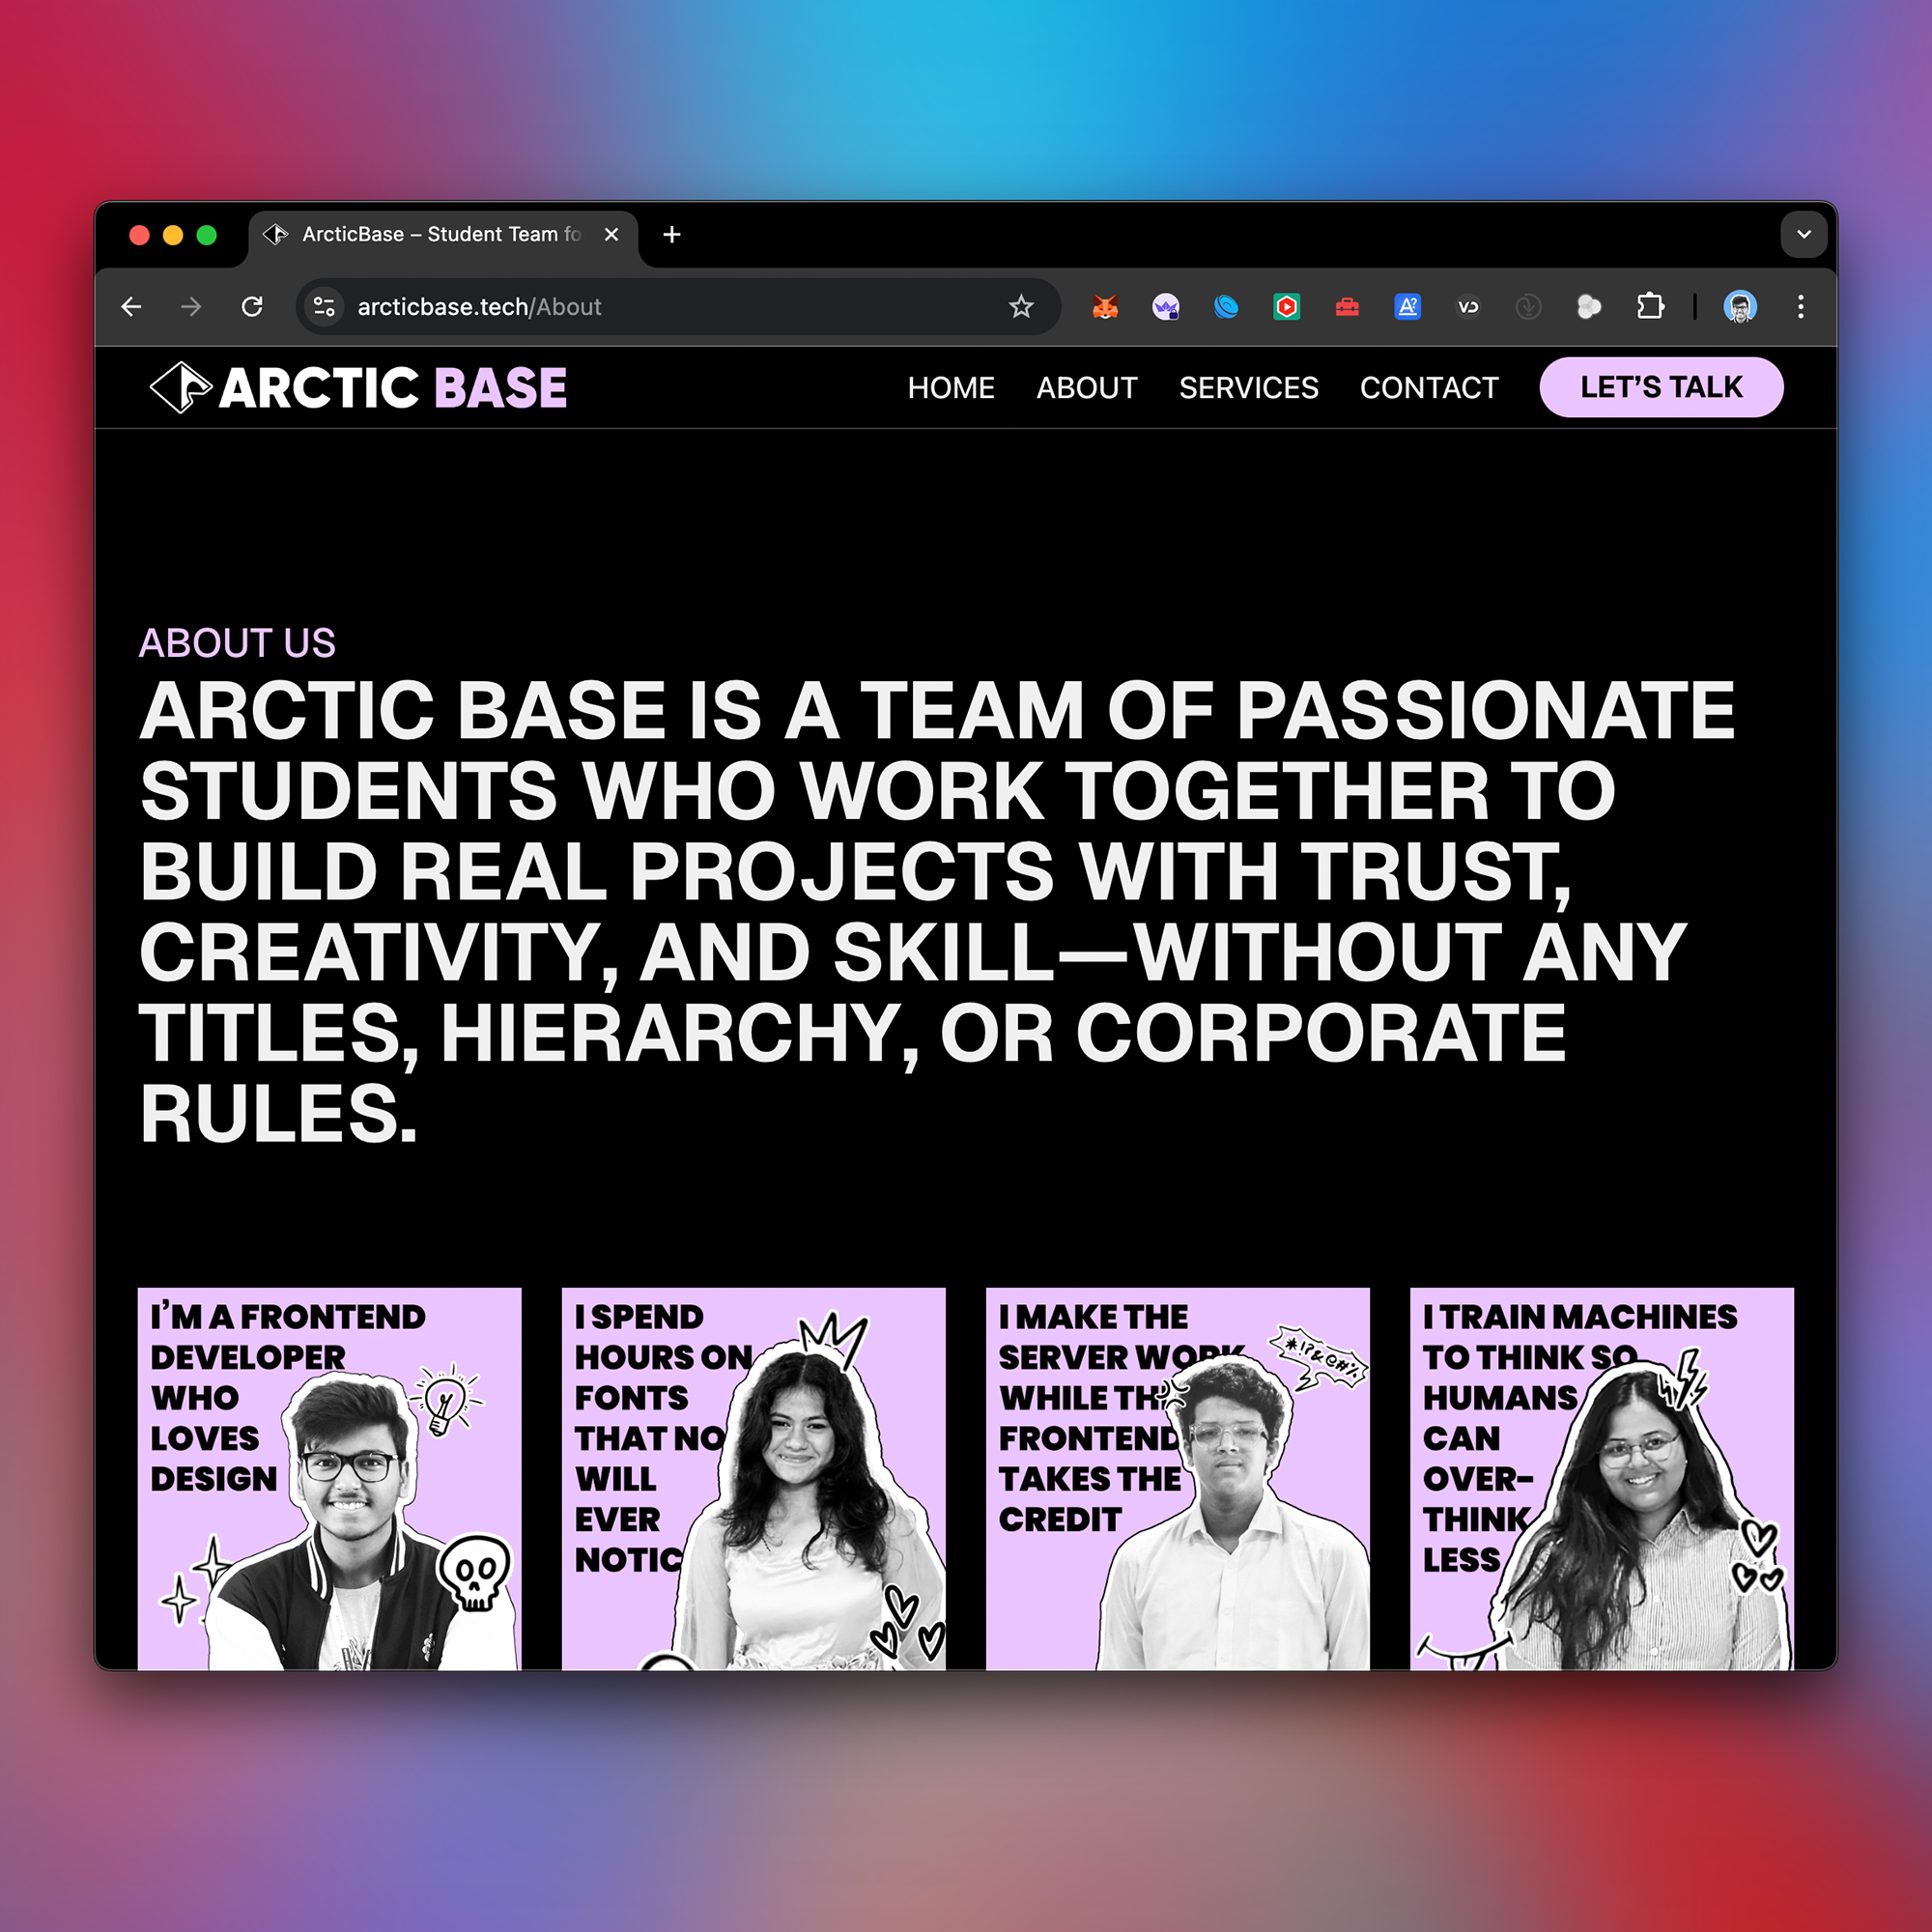 ArcticBase – Student Team fo
arcticbase.tech/About
ARCTIC BASE
HOME ABOUT SERVICES CONTACT LET’S TALK
ABOUT US
ARCTIC BASE IS A TEAM OF PASSIONATE
STUDENTS WHO WORK TOGETHER TO
BUILD REAL PROJECTS WITH TRUST,
CREATIVITY, AND SKILL—WITHOUT ANY
TITLES, HIERARCHY, OR CORPORATE
RULES.
I’M A FRONTEND
DEVELOPER
WHO
LOVES
DESIGN
I SPEND
HOURS ON
FONTS
THAT NO
WILL
EVER
NOTIC
I MAKE THE
SERVER WORK
WHILE TH
FRONTEND
TAKES THE
CREDIT
*!?&@#%
I TRAIN MACHINES
TO THINK SO
HUMANS
CAN
OVER-
THINK
LESS